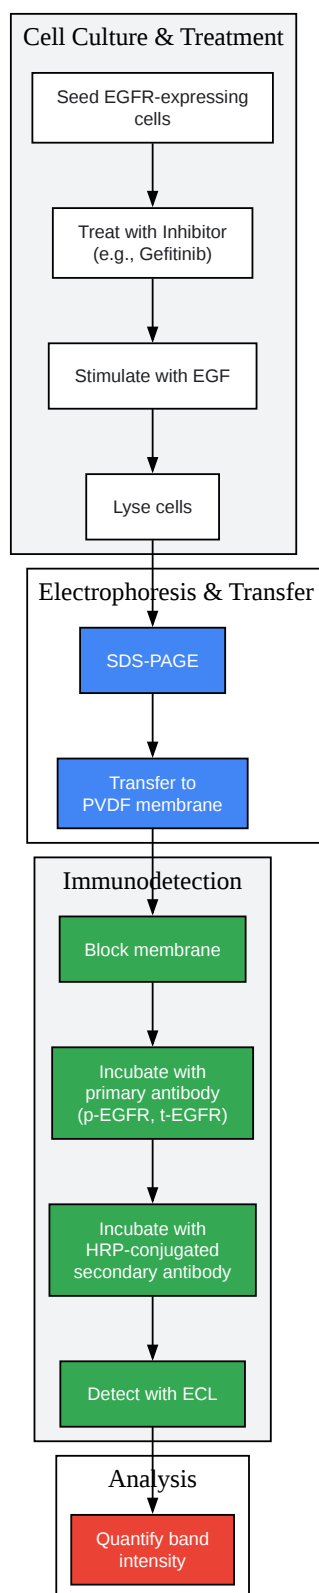 Cell Culture & Treatment
Seed EGFR-expressing
cells
Treat with Inhibitor
(e.g., Gefitinib)
Stimulate with EGF
Lyse cells
Electrophoresis & Transfer
SDS-PAGE
Transfer to
PVDF membrane
Immunodetection
Block membrane
Incubate with
primary antibody
(p-EGFR, t-EGFR)
Incubate with
HRP-conjugated
secondary antibody
Detect with ECL
Analysis
Quantify band
intensity